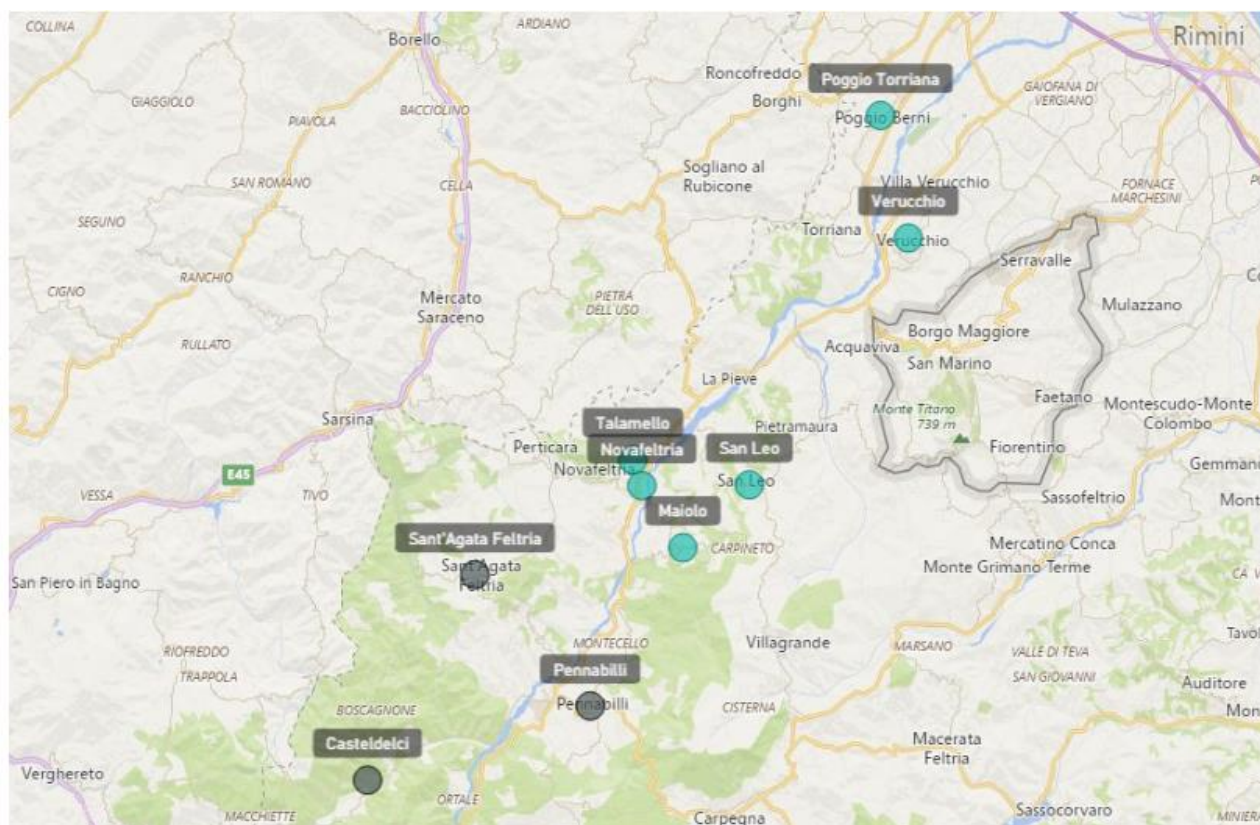 COLLINA
ARDIANO
Borello
Rimini
Roncofreddo
Poggio Torriana
GAIOFANA DI
VERGIANO
GIAGGIOLO
BACCIOLINO
Borghi
Poggio Berni
PIAVOLA
Sogliano al
Rubicone
SAN ROMANO
CELLA
Villa Verucchio
FORNACE
MARCHESINI
Verucchio
SEGUNO
Torriana
Verucchio
Serravalle
RANCHIO
CIGNO
Mercato
Saraceno
PIETRA
DELL'USO
Mulazzano
RULLATO
Borgo Maggiore
Acquaviva
San Marino
La Pieve
Faetano
Monte Titano
739 m
Montescudo-Monte
Colombo
Sarsina
Talamello
Pietramaura
Perticara
Novafeltria
San Leo
Fiorentino
Novafeltria
San Leo
Gemmano
E45
VESSA
TIVO
Sassofeltrio
Maiolo
Sant'Agata Feltria
CARPINETO
Mercatino Conca
Sant'Agata
Feltria
Monte Grimano Terme
San Piero in Bagno
MONTECELLO
Villagrande
MARSANO
RIOFREDDO
TRAPPOLA
VALLE DI TEVA
SAN GIOVANNI
Pennabilli
Auditore
Pennabilli
BOSCAGNONE
CISTERNA
Casteldelci
Macerata
Feltria
Verghereto
ORTALE
MACCHIETTE
Carpegna
Sassocorvaro